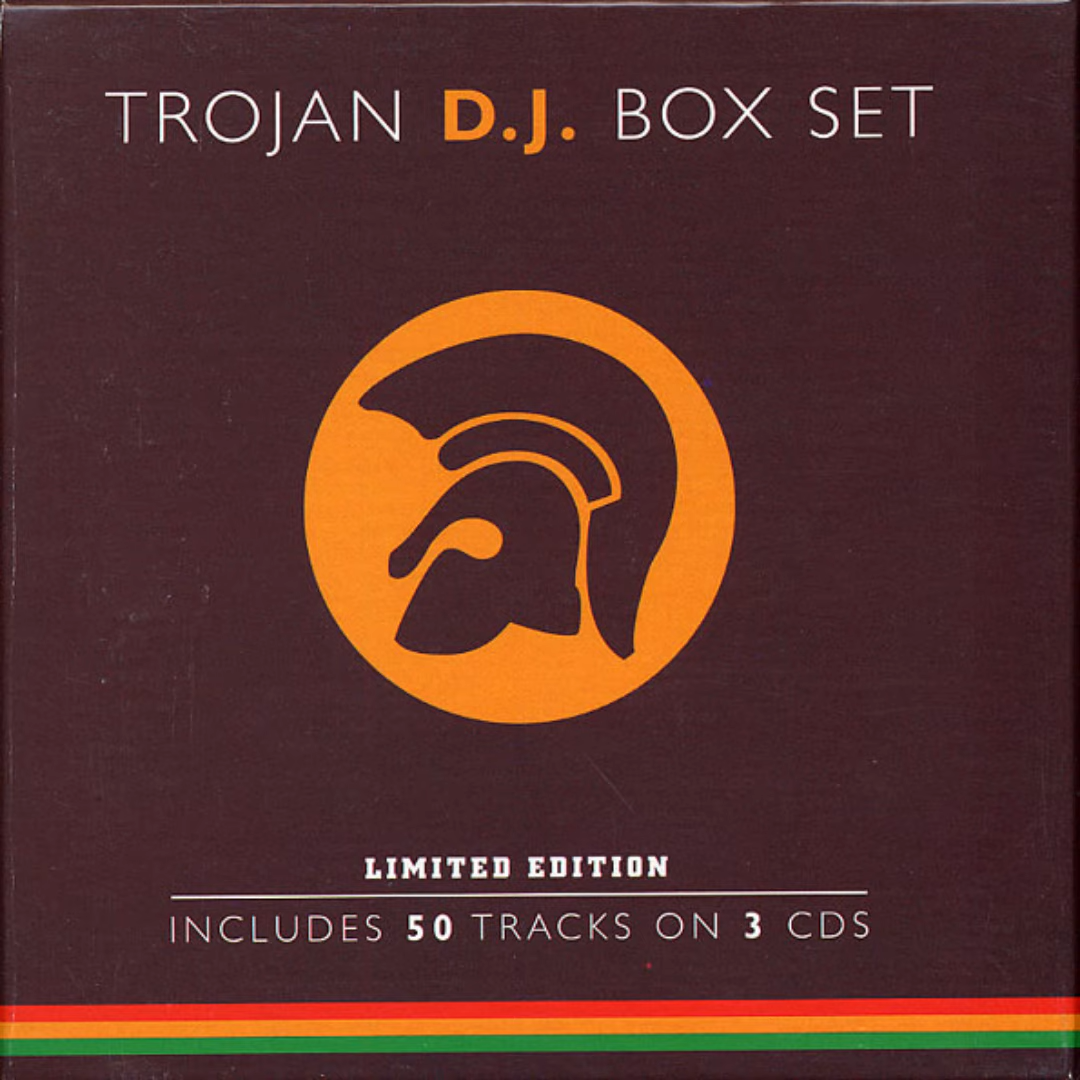 TROJAN D.J. BOX SET
LIMITED EDITION
INCLUDES 50 TRACKS ON 3 CDS